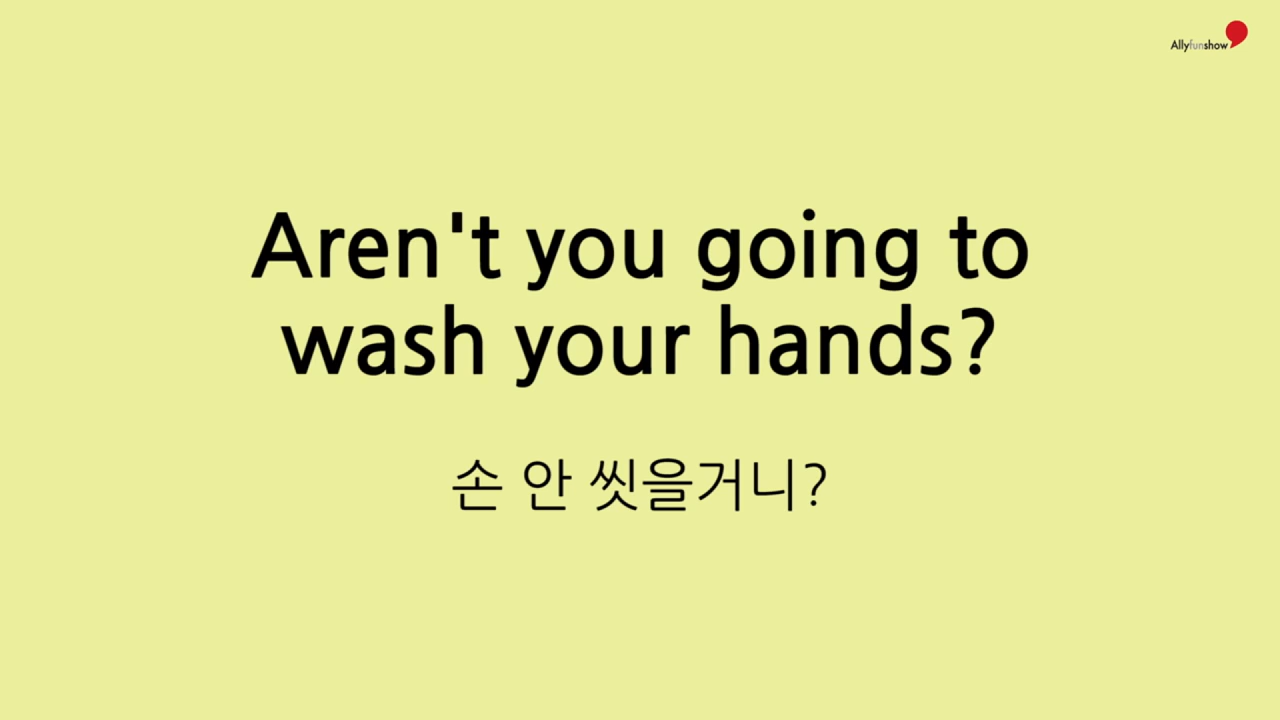 Allyfunshow
Aren't you going to
wash your hands?
손 안 씻을거니?